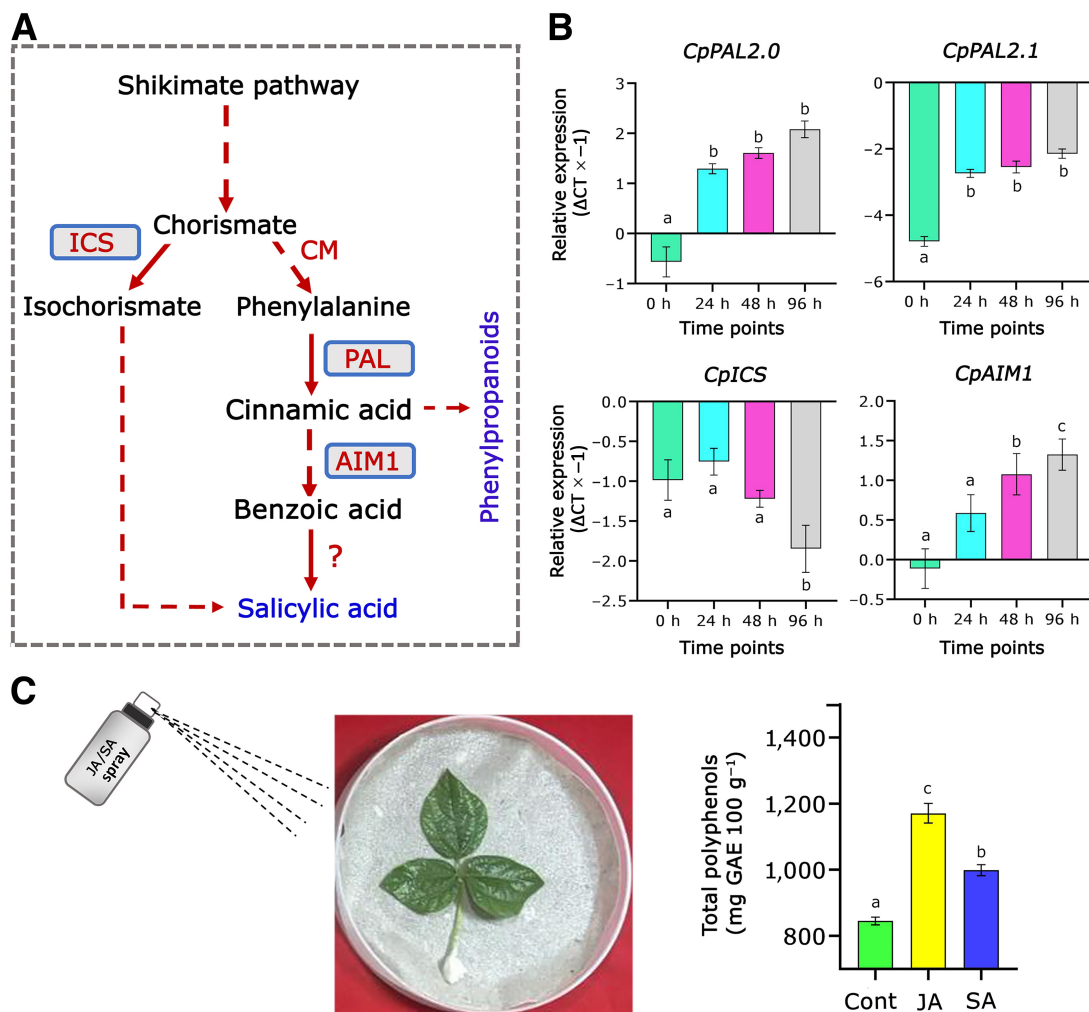 A
Shikimate pathway
Chorismate
ICS
CM
Isochorismate
Phenylalanine
PAL
Cinnamic acid
Phenylpropanoids
AIM1
Benzoic acid
?
Salicylic acid
B
CpPAL2.0
Relative expression
(ΔCT × −1)
3
2
1
0
−1
a
b
b
b
0 h
24 h
48 h
96 h
Time points
CpPAL2.1
0
−2
−4
−6
a
b
b
b
0 h
24 h
48 h
96 h
Time points
CpICS
Relative expression
(ΔCT × −1)
0.0
−0.5
−1.0
−1.5
−2.0
−2.5
a
a
a
b
0 h
24 h
48 h
96 h
Time points
CpAIM1
2.0
1.5
1.0
0.5
0.0
−0.5
a
a
b
c
0 h
24 h
48 h
96 h
Time points
C
JA/SA
spray
Total polyphenols
(mg GAE 100 g⁻¹)
1,400
1,200
1,000
800
a
c
b
Cont
JA
SA